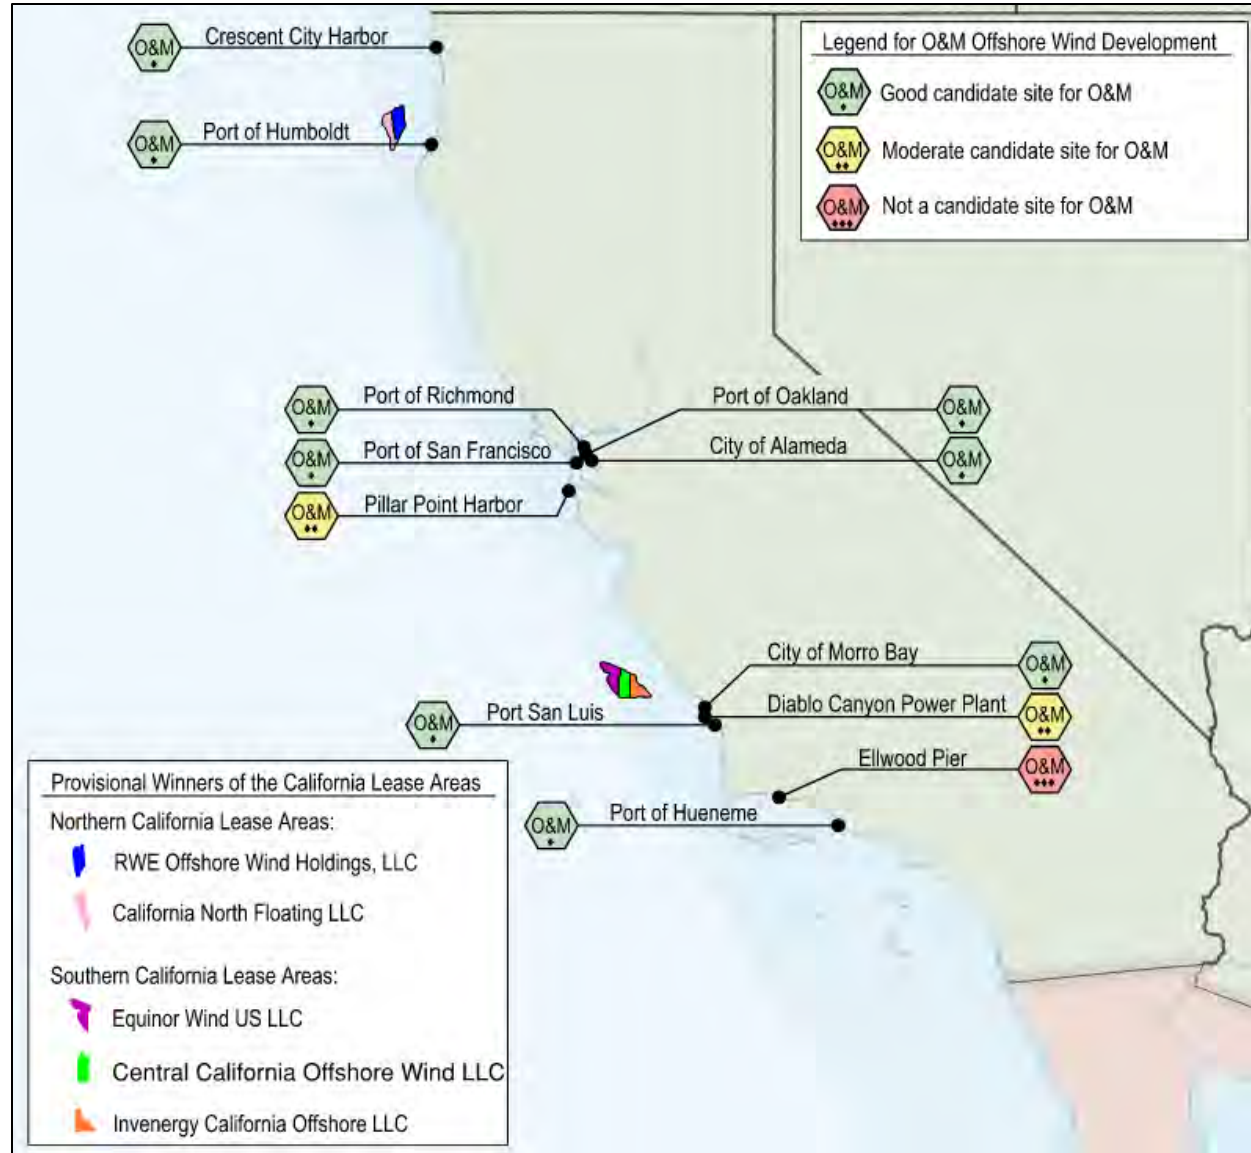 Crescent City Harbor
O&M
Port of Humboldt
O&M
Legend for O&M Offshore Wind Development
O&M
Good candidate site for O&M
O&M
Moderate candidate site for O&M
O&M
Not a candidate site for O&M
Port of Richmond
O&M
Port of San Francisco
O&M
Pillar Point Harbor
O&M
Port of Oakland
O&M
City of Alameda
O&M
City of Morro Bay
O&M
Diablo Canyon Power Plant
O&M
Port San Luis
O&M
Ellwood Pier
O&M
Port of Hueneme
O&M
Provisional Winners of the California Lease Areas
Northern California Lease Areas:
RWE Offshore Wind Holdings, LLC
California North Floating LLC
Southern California Lease Areas:
Equinor Wind US LLC
Central California Offshore Wind LLC
Invenergy California Offshore LLC